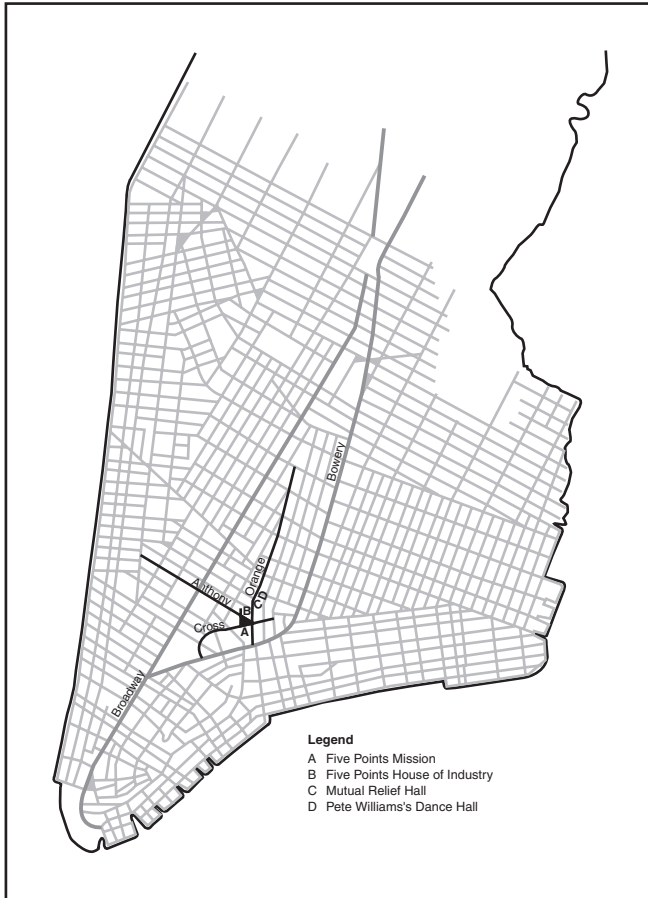 Bowery
Orange
Anthony
C D
B
Cross
A
Broadway
Legend
A Five Points Mission
B Five Points House of Industry
C Mutual Relief Hall
D Pete Williams's Dance Hall